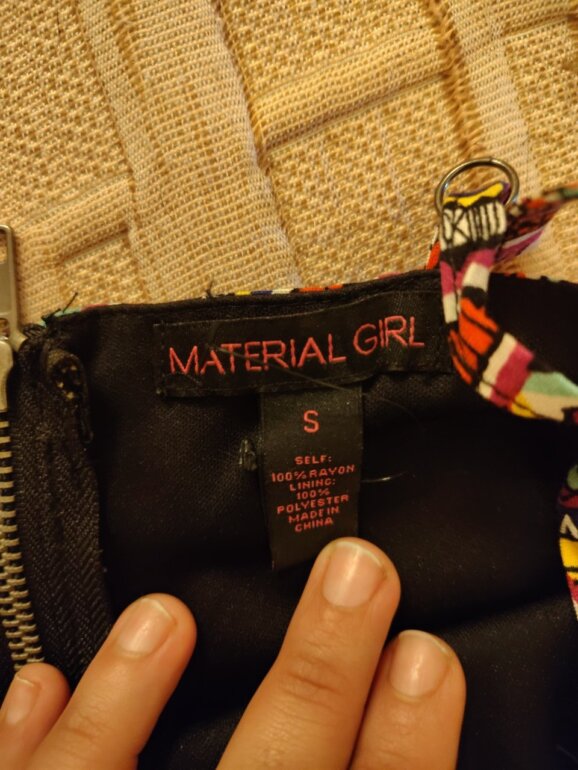 MATERIAL GIRL
S
SELF:
100% RAYON
LINING:
100%
POLYESTER
MADE IN
CHINA